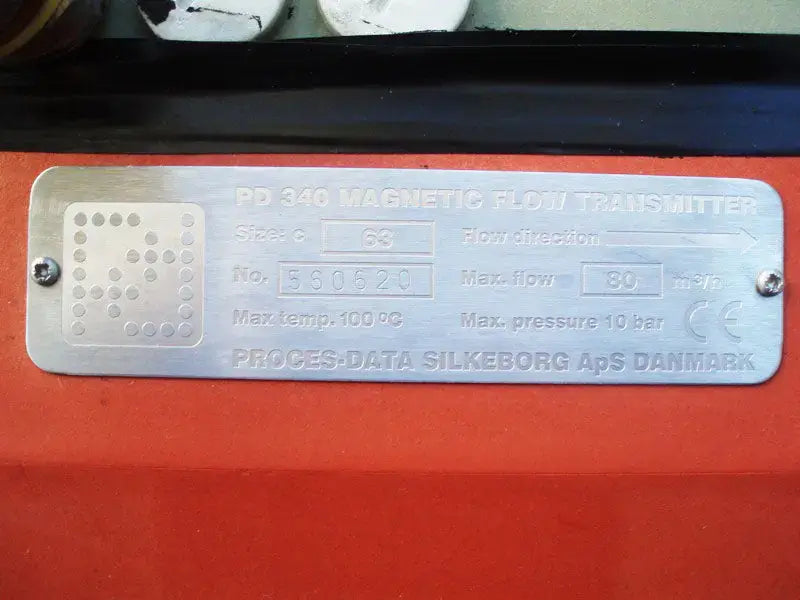 PD 340 MAGNETIC FLOW TRANSMITTER
Size: c 63 Flow direction
No. 560620 Max. flow 80 m³/h
Max temp. 100 ºC Max. pressure 10 bar CE
PROCES-DATA SILKEBORG ApS DANMARK